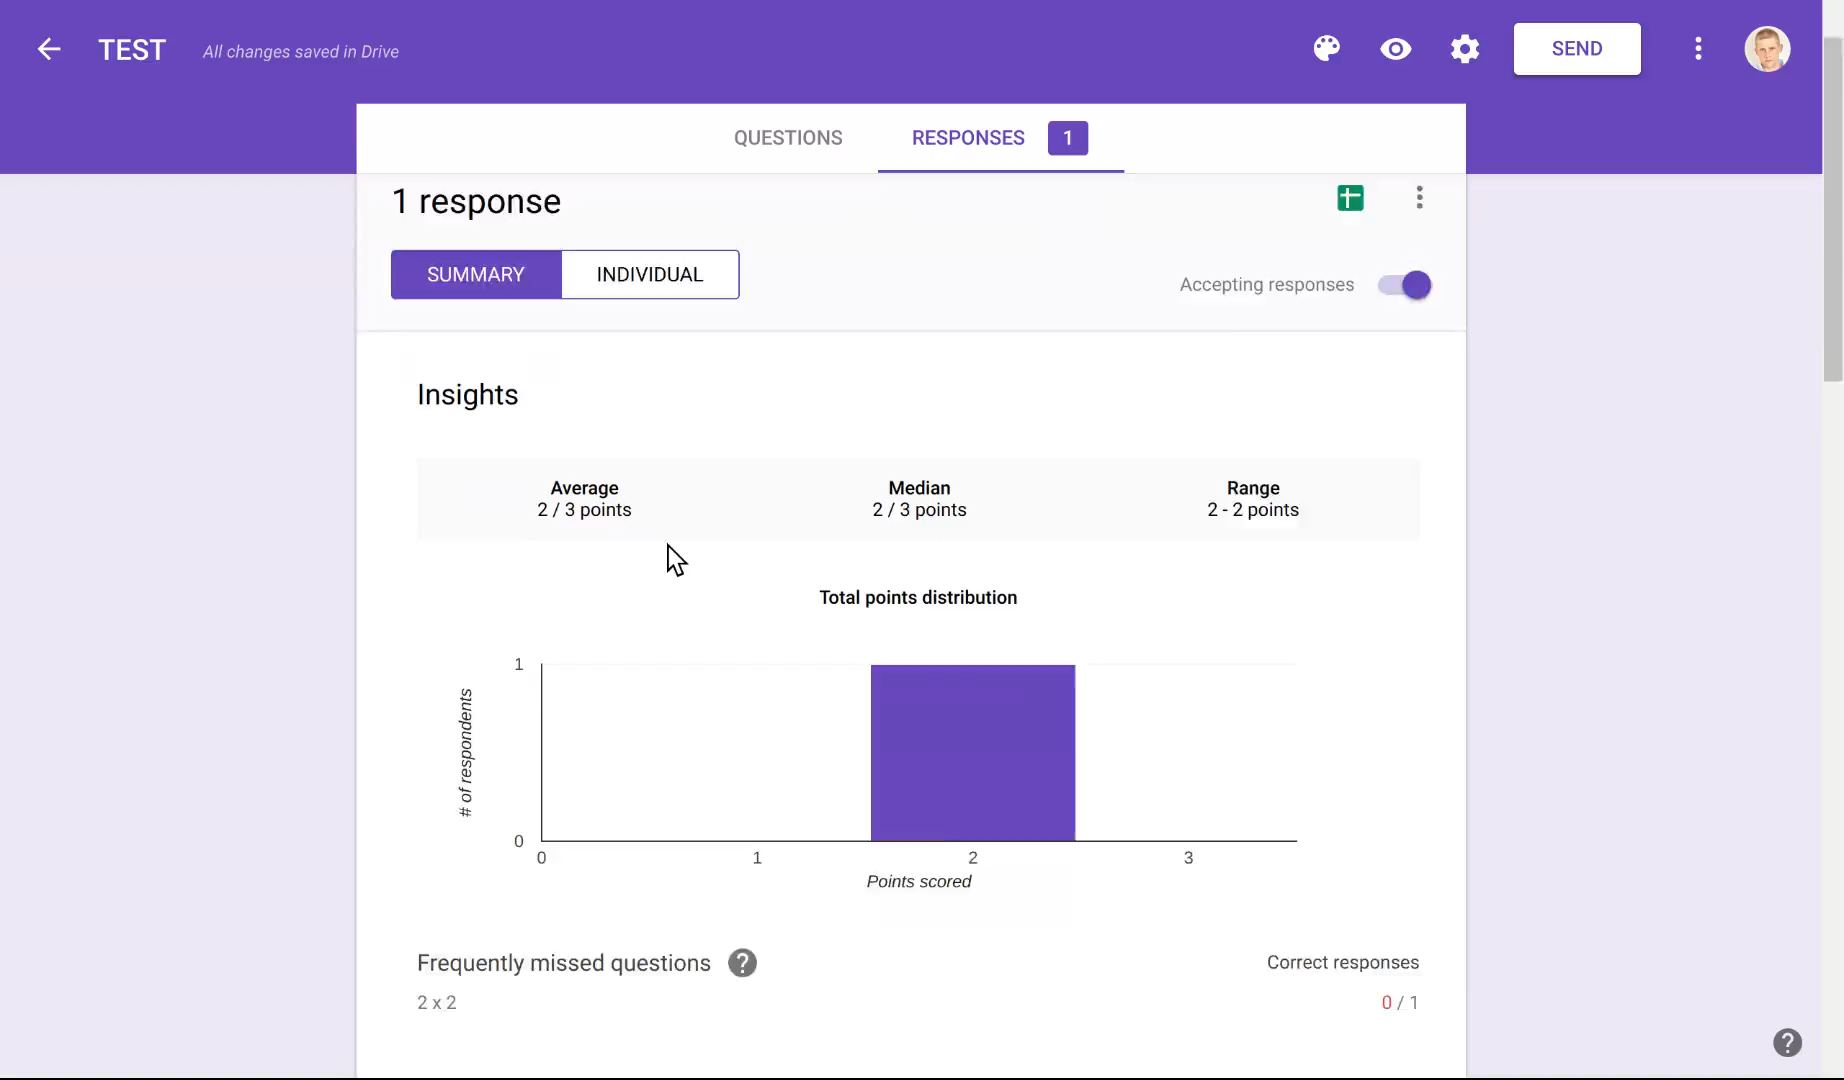 TEST All changes saved in Drive SEND
QUESTIONS RESPONSES 1
1 response
SUMMARY INDIVIDUAL
Accepting responses
Insights
Average Median Range
2 / 3 points 2 / 3 points 2 - 2 points
Total points distribution
1
# of respondents
0
0 1 2 3
Points scored
Frequently missed questions ? Correct responses
2 x 2 0 / 1
?